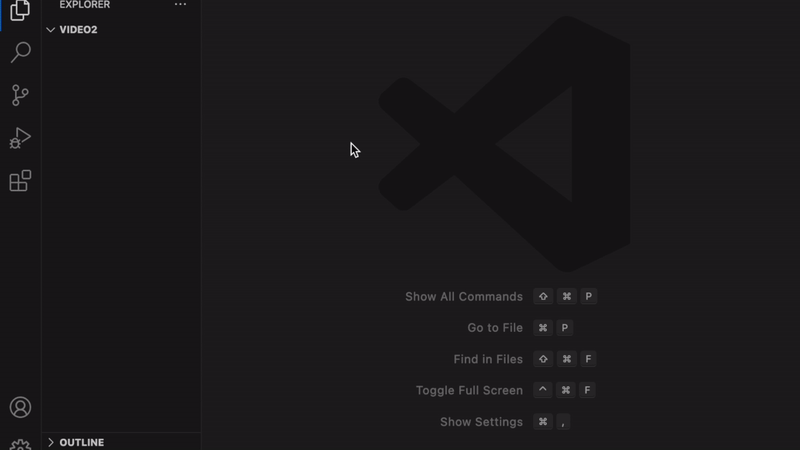 EXPLORER ···
VIDEO2
Show All Commands ⇧ ⌘ P
Go to File ⌘ P
Find in Files ⇧ ⌘ F
Toggle Full Screen ^ ⌘ F
Show Settings ⌘ ,
OUTLINE